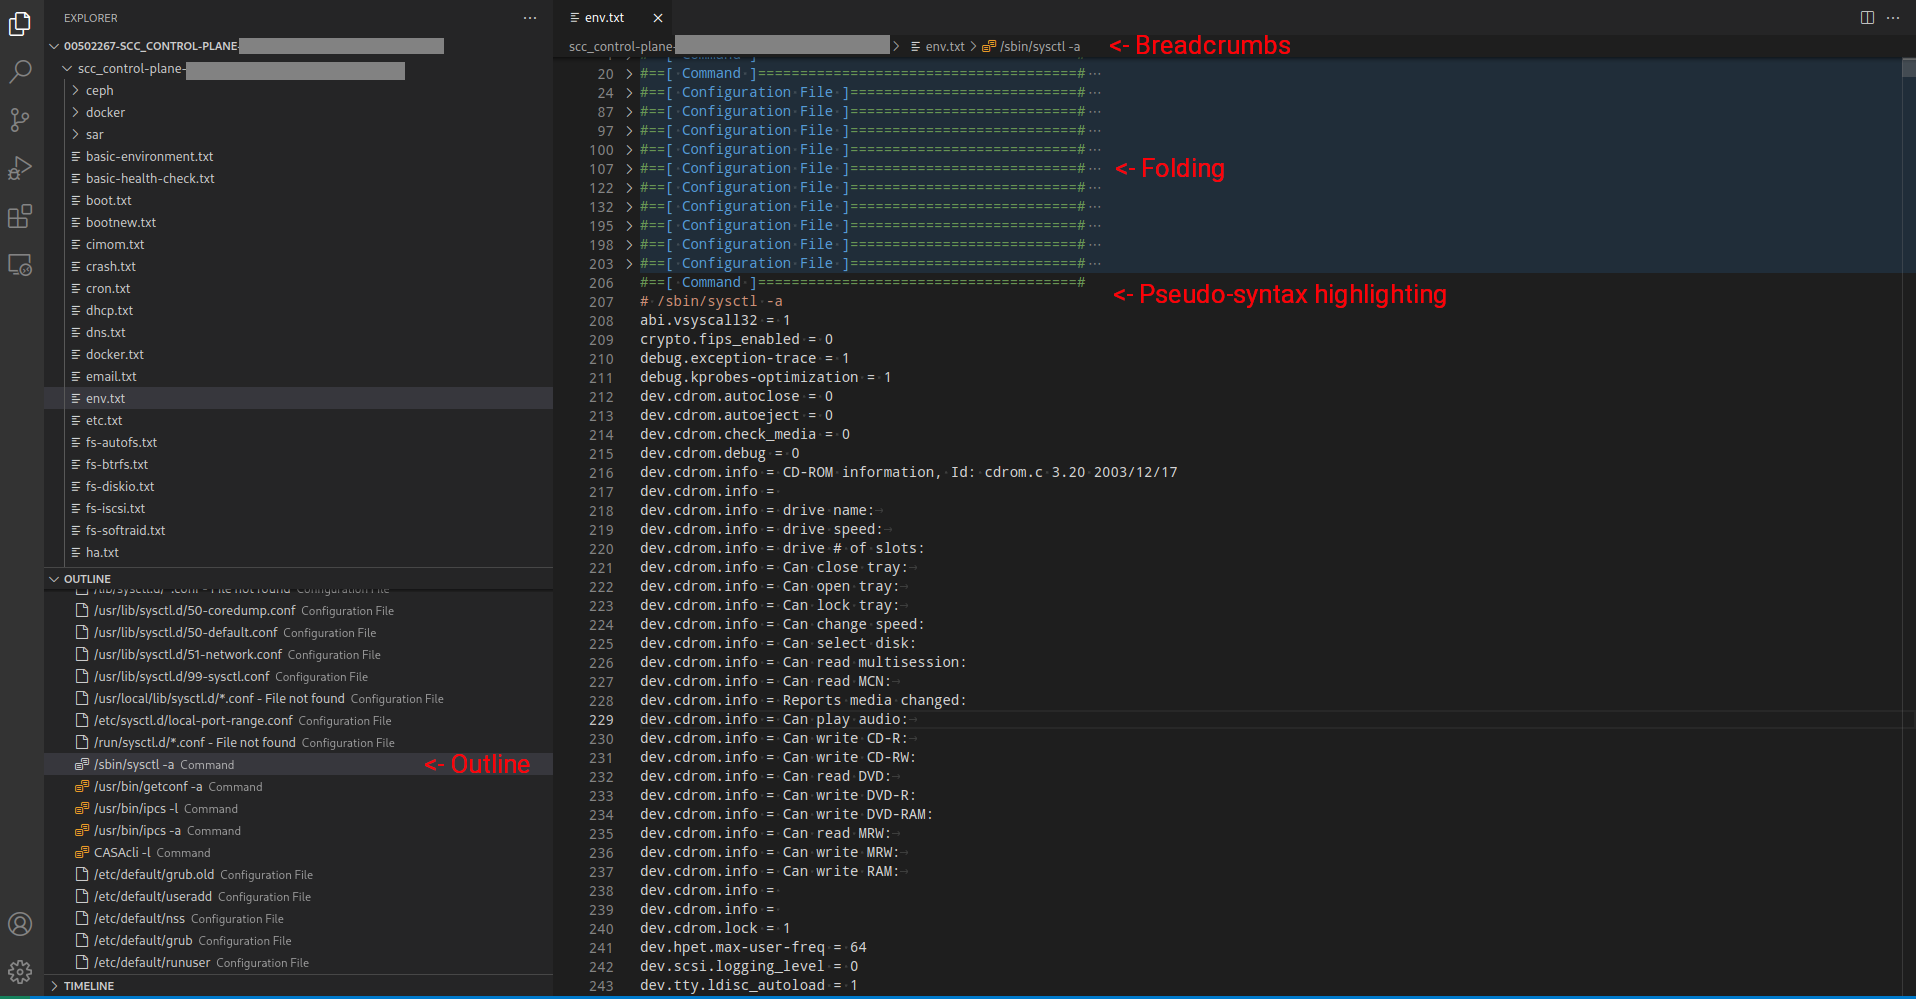 EXPLORER
00502267-SCC_CONTROL-PLANE-
scc_control-plane-
ceph
docker
sar
basic-environment.txt
basic-health-check.txt
boot.txt
bootnew.txt
cimom.txt
crash.txt
cron.txt
dhcp.txt
dns.txt
docker.txt
email.txt
env.txt
etc.txt
fs-autofs.txt
fs-btrfs.txt
fs-diskio.txt
fs-iscsi.txt
fs-softraid.txt
ha.txt
OUTLINE
/usr/lib/sysctl.d/50-coredump.conf Configuration File
/usr/lib/sysctl.d/50-default.conf Configuration File
/usr/lib/sysctl.d/51-network.conf Configuration File
/usr/lib/sysctl.d/99-sysctl.conf Configuration File
/usr/local/lib/sysctl.d/*.conf - File not found Configuration File
/etc/sysctl.d/local-port-range.conf Configuration File
/run/sysctl.d/*.conf - File not found Configuration File
/sbin/sysctl -a Command <- Outline
/usr/bin/getconf -a Command
/usr/bin/ipcs -l Command
/usr/bin/ipcs -a Command
CASAcli -l Command
/etc/default/grub.old Configuration File
/etc/default/useradd Configuration File
/etc/default/nss Configuration File
/etc/default/grub Configuration File
/etc/default/runuser Configuration File
TIMELINE
env.txt
scc_control-plane- > env.txt > /sbin/sysctl -a <- Breadcrumbs
20 > #==[ Command ]======================================#
24 > #==[ Configuration File ]===========================#
87 > #==[ Configuration File ]===========================#
97 > #==[ Configuration File ]===========================#
100 > #==[ Configuration File ]===========================#
107 > #==[ Configuration File ]===========================# <- Folding
122 > #==[ Configuration File ]===========================#
132 > #==[ Configuration File ]===========================#
195 > #==[ Configuration File ]===========================#
198 > #==[ Configuration File ]===========================#
203 > #==[ Configuration File ]===========================#
206 #==[ Command ]======================================#
<- Pseudo-syntax highlighting
207 # /sbin/sysctl -a
208 abi.vsyscall32 = 1
209 crypto.fips_enabled = 0
210 debug.exception-trace = 1
211 debug.kprobes-optimization = 1
212 dev.cdrom.autoclose = 0
213 dev.cdrom.autoeject = 0
214 dev.cdrom.check_media = 0
215 dev.cdrom.debug = 0
216 dev.cdrom.info = CD-ROM information, Id: cdrom.c 3.20 2003/12/17
217 dev.cdrom.info =
218 dev.cdrom.info = drive name:
219 dev.cdrom.info = drive speed:
220 dev.cdrom.info = drive # of slots:
221 dev.cdrom.info = Can close tray:
222 dev.cdrom.info = Can open tray:
223 dev.cdrom.info = Can lock tray:
224 dev.cdrom.info = Can change speed:
225 dev.cdrom.info = Can select disk:
226 dev.cdrom.info = Can read multisession:
227 dev.cdrom.info = Can read MCN:
228 dev.cdrom.info = Reports media changed:
229 dev.cdrom.info = Can play audio:
230 dev.cdrom.info = Can write CD-R:
231 dev.cdrom.info = Can write CD-RW:
232 dev.cdrom.info = Can read DVD:
233 dev.cdrom.info = Can write DVD-R:
234 dev.cdrom.info = Can write DVD-RAM:
235 dev.cdrom.info = Can read MRW:
236 dev.cdrom.info = Can write MRW:
237 dev.cdrom.info = Can write RAM:
238 dev.cdrom.info =
239 dev.cdrom.info =
240 dev.cdrom.lock = 1
241 dev.hpet.max-user-freq = 64
242 dev.scsi.logging_level = 0
243 dev.tty.ldisc_autoload = 1